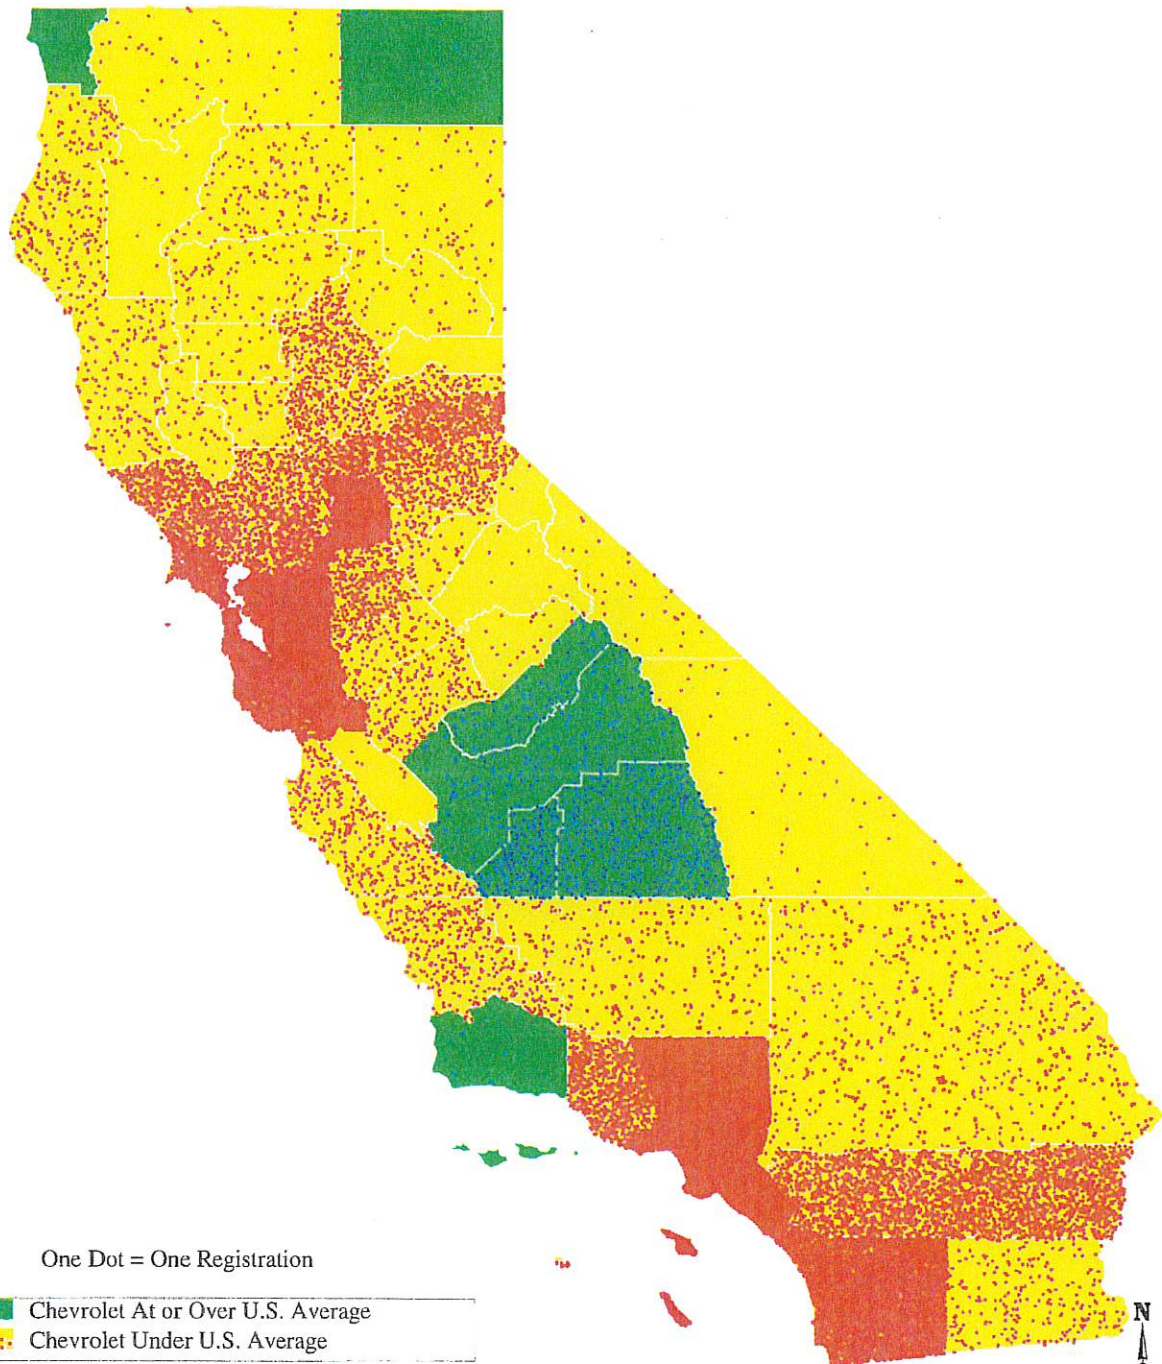 One Dot = One Registration
Chevrolet At or Over U.S. Average
Chevrolet Under U.S. Average
N